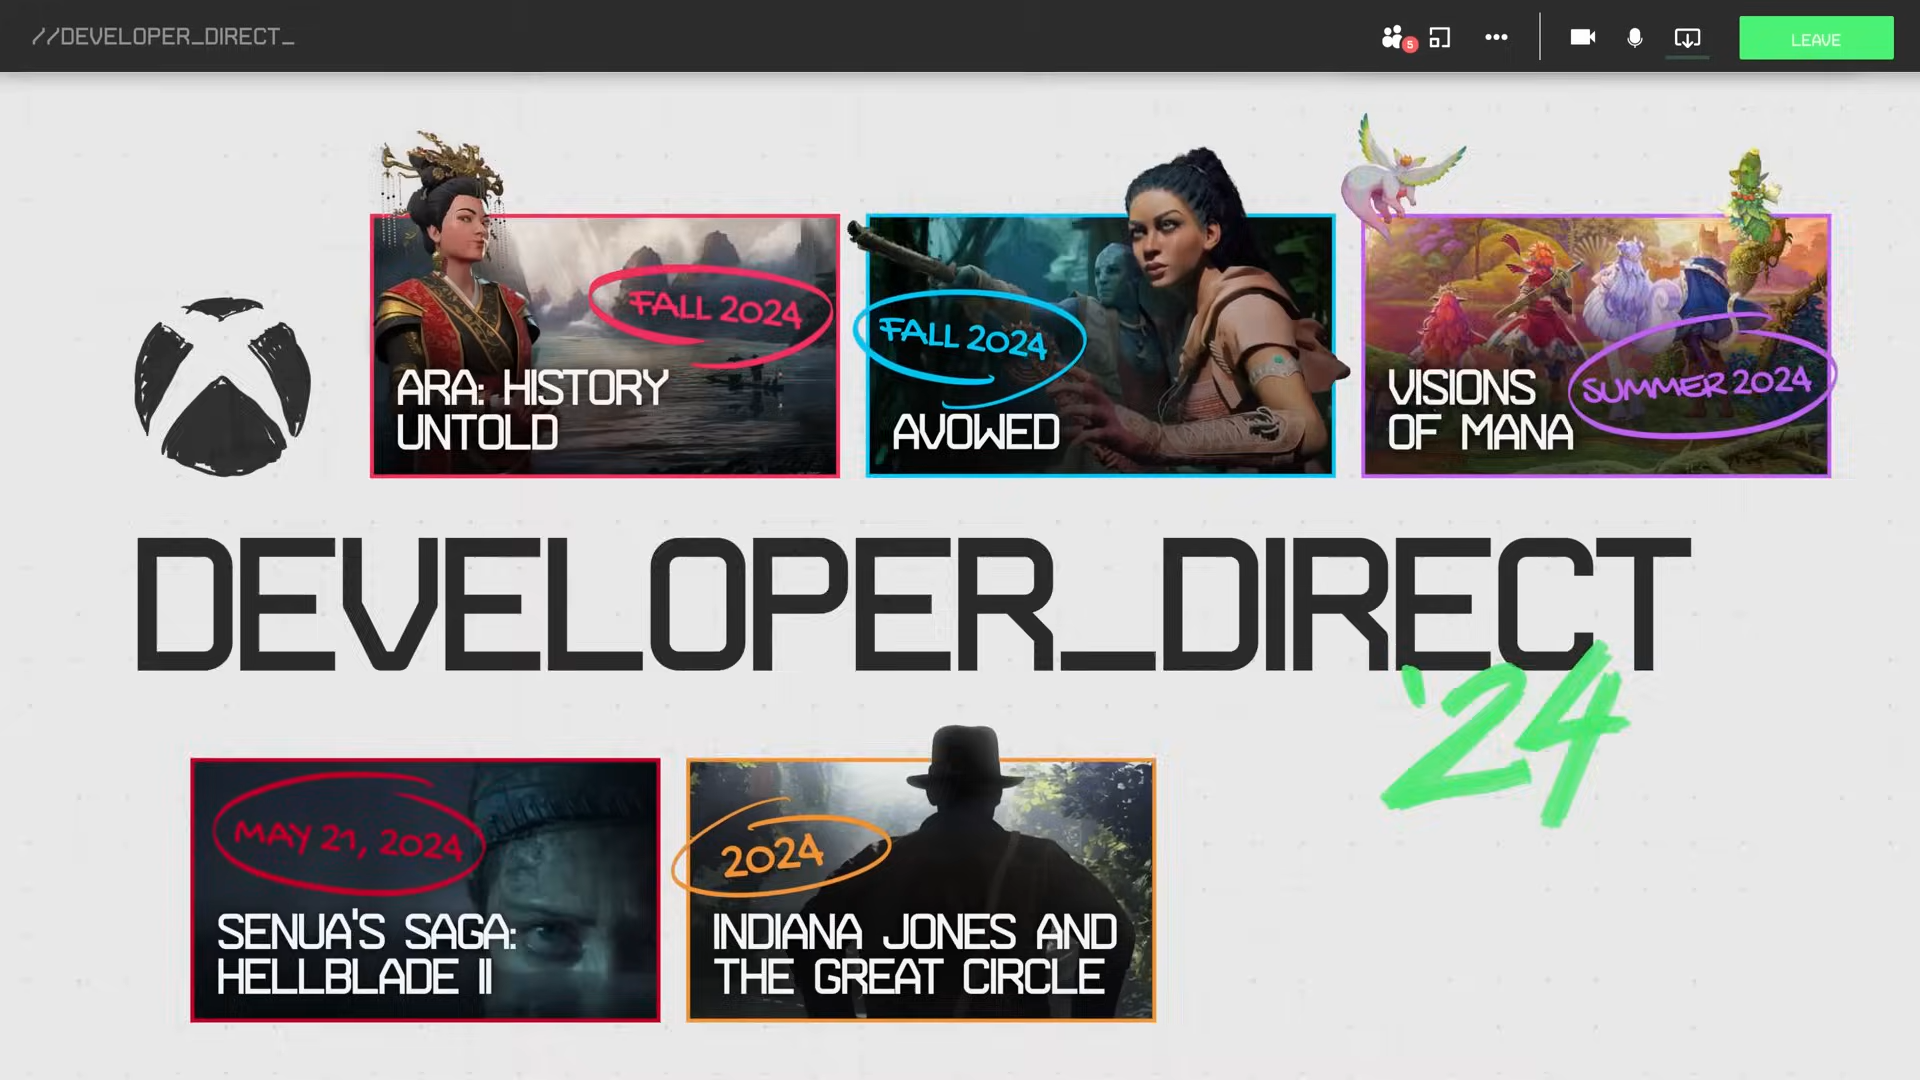 //DEVELOPER_DIRECT_
5
LEAVE
FALL 2024
ARA: HISTORY
UNTOLD
FALL 2024
AVOWED
SUMMER 2024
VISIONS
OF MANA
DEVELOPER_DIRECT
'24
MAY 21, 2024
SENUA'S SAGA:
HELLBLADE II
2024
INDIANA JONES AND
THE GREAT CIRCLE